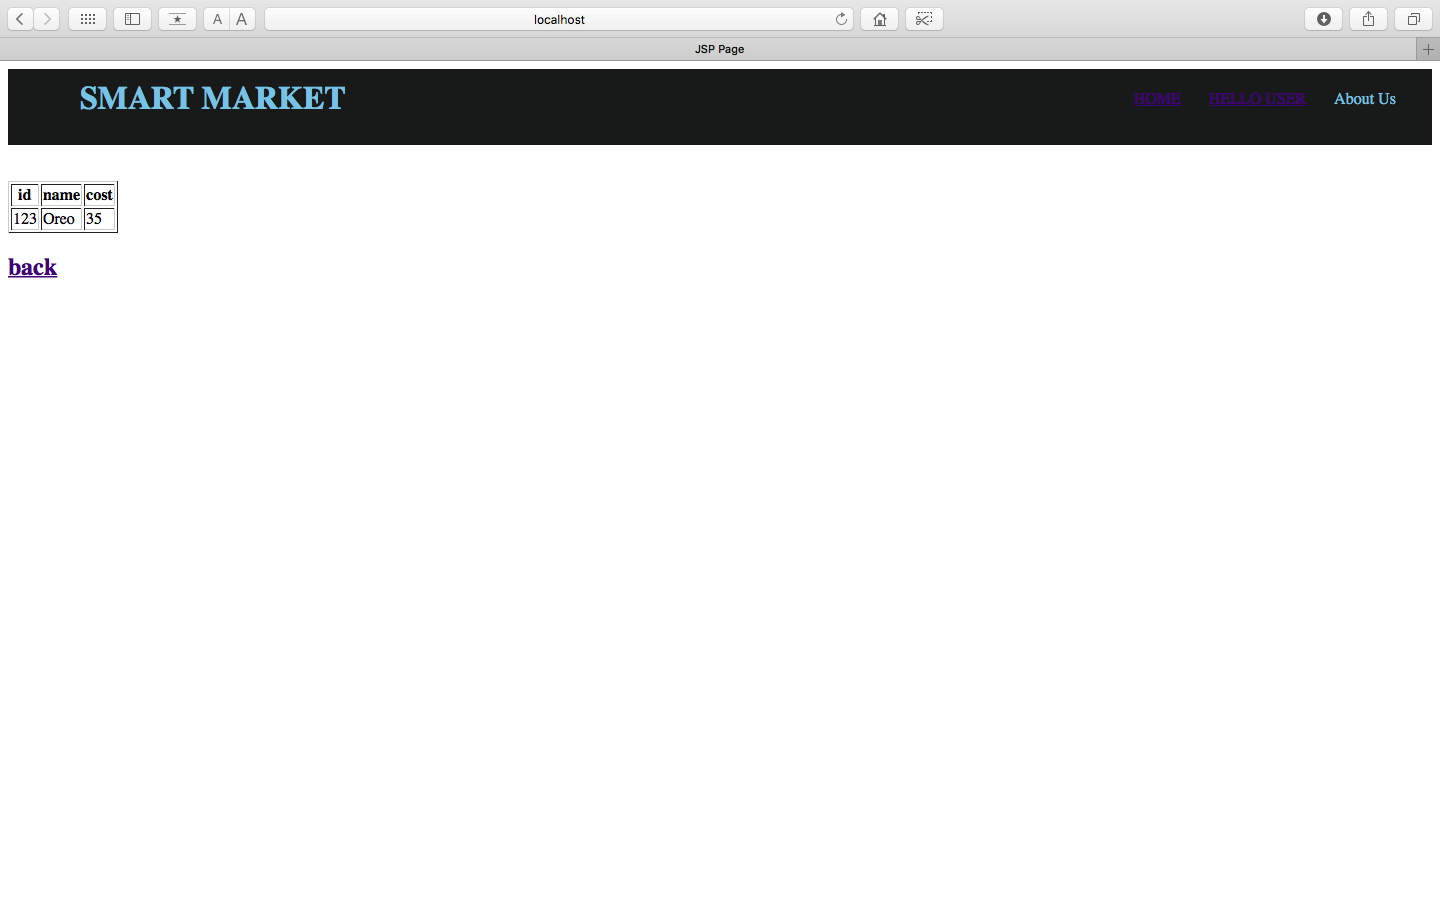 A A localhost
JSP Page
SMART MARKET HOME HELLO USER About Us
id name cost
123 Oreo 35
back